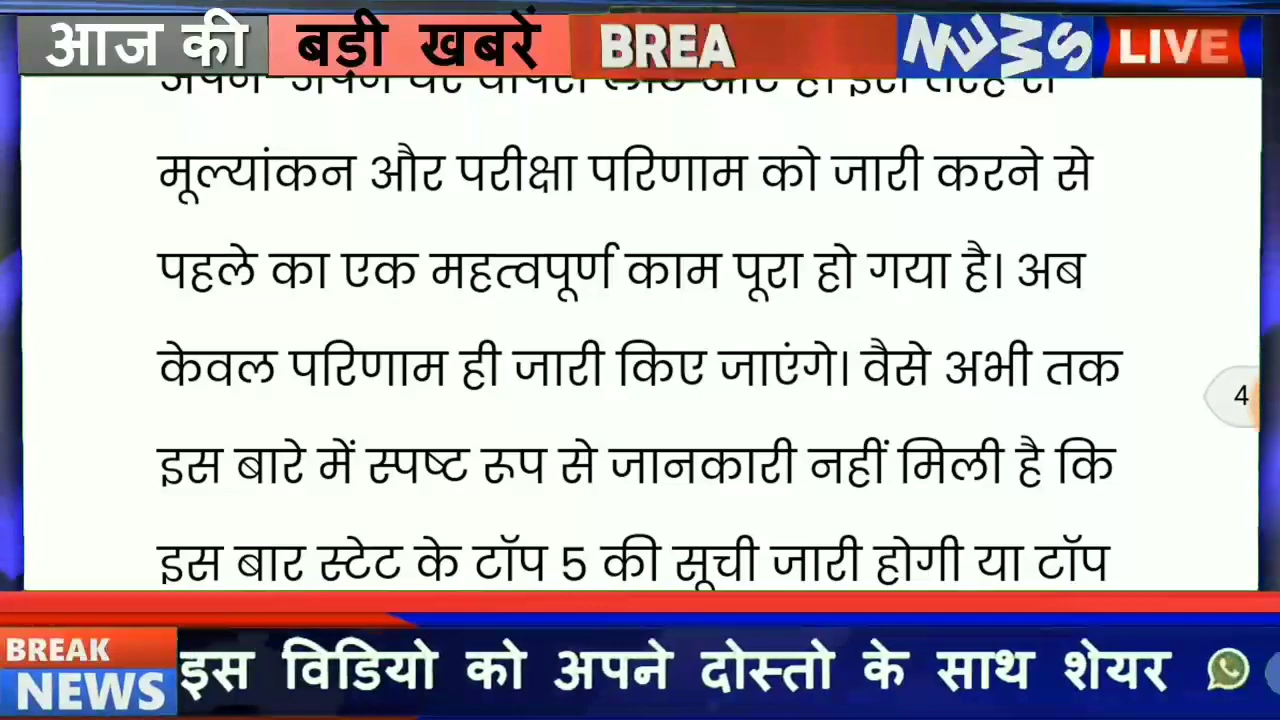 आज की बड़ी खबरें BREA NEWS LIVE
मूल्यांकन और परीक्षा परिणाम को जारी करने से
पहले का एक महत्वपूर्ण काम पूरा हो गया है। अब
केवल परिणाम ही जारी किए जाएंगे। वैसे अभी तक
4
इस बारे में स्पष्ट रूप से जानकारी नहीं मिली है कि
इस बार स्टेट के टॉप 5 की सूची जारी होगी या टॉप
BREAK
NEWS
इस विडियो को अपने दोस्तो के साथ शेयर